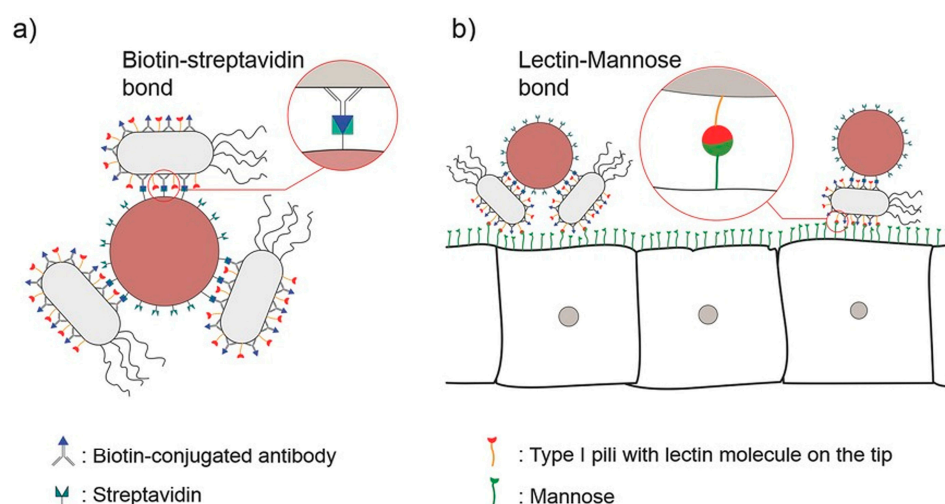 a)
Biotin-streptavidin
bond
b)
Lectin-Mannose
bond
: Biotin-conjugated antibody
: Streptavidin
: Type I pili with lectin molecule on the tip
: Mannose